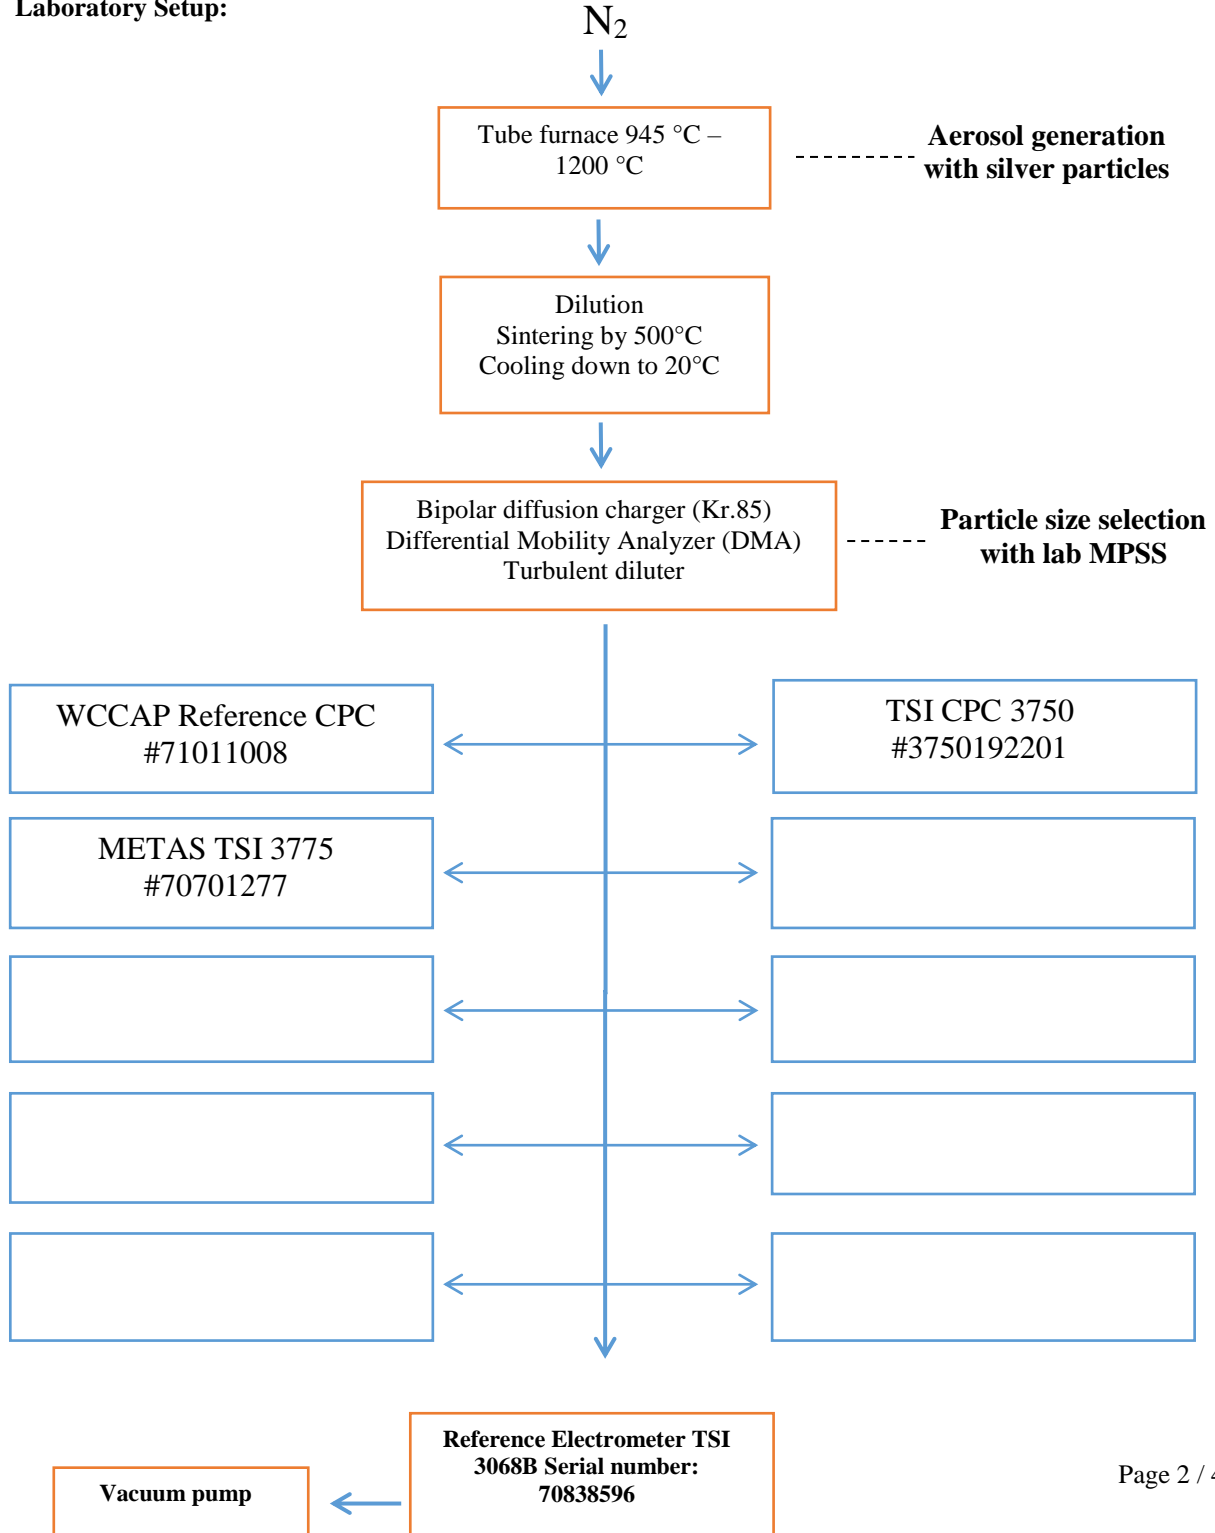 Laboratory Setup:
N₂
Tube furnace 945 °C –
1200 °C
Aerosol generation
with silver particles
Dilution
Sintering by 500°C
Cooling down to 20°C
Bipolar diffusion charger (Kr.85)
Differential Mobility Analyzer (DMA)
Turbulent diluter
Particle size selection
with lab MPSS
WCCAP Reference CPC
#71011008
TSI CPC 3750
#3750192201
METAS TSI 3775
#70701277
Reference Electrometer TSI
3068B Serial number:
70838596
Vacuum pump
Page 2 / 4